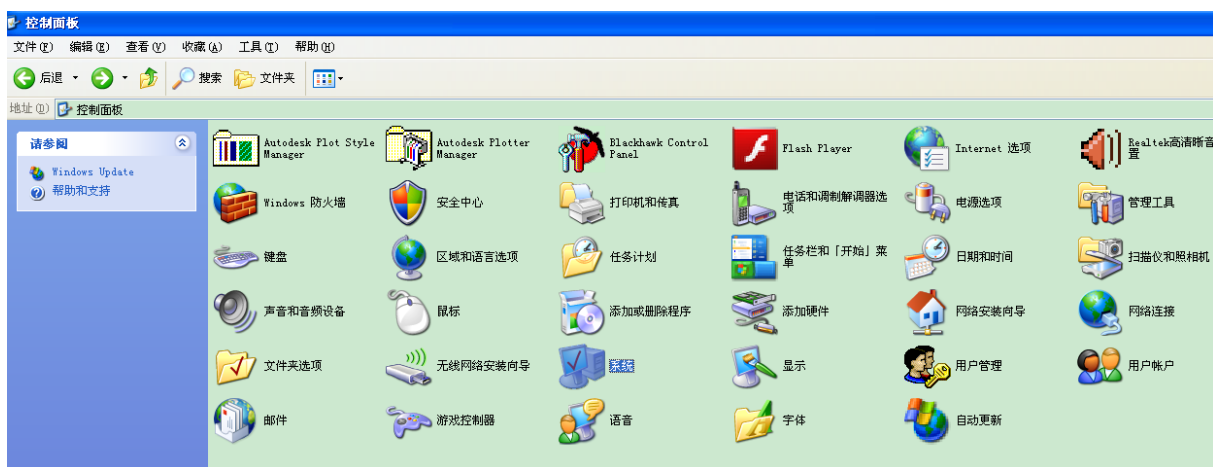 控制面板
文件(F) 编辑(E) 查看(V) 收藏(A) 工具(T) 帮助(H)
后退 搜索 文件夹
地址(D) 控制面板
请参阅
Windows Update
帮助和支持
Autodesk Plot Style
Manager
Autodesk Plotter
Manager
Blackhawk Control
Panel
Flash Player
Internet 选项
Realtek高清晰音
置
Windows 防火墙
安全中心
打印机和传真
电话和调制解调器选
项
电源选项
管理工具
键盘
区域和语言选项
任务计划
任务栏和「开始」菜
单
日期和时间
扫描仪和照相机
声音和音频设备
鼠标
添加或删除程序
添加硬件
网络安装向导
网络连接
文件夹选项
无线网络安装向导
系统
显示
用户管理
用户帐户
邮件
游戏控制器
语音
字体
自动更新